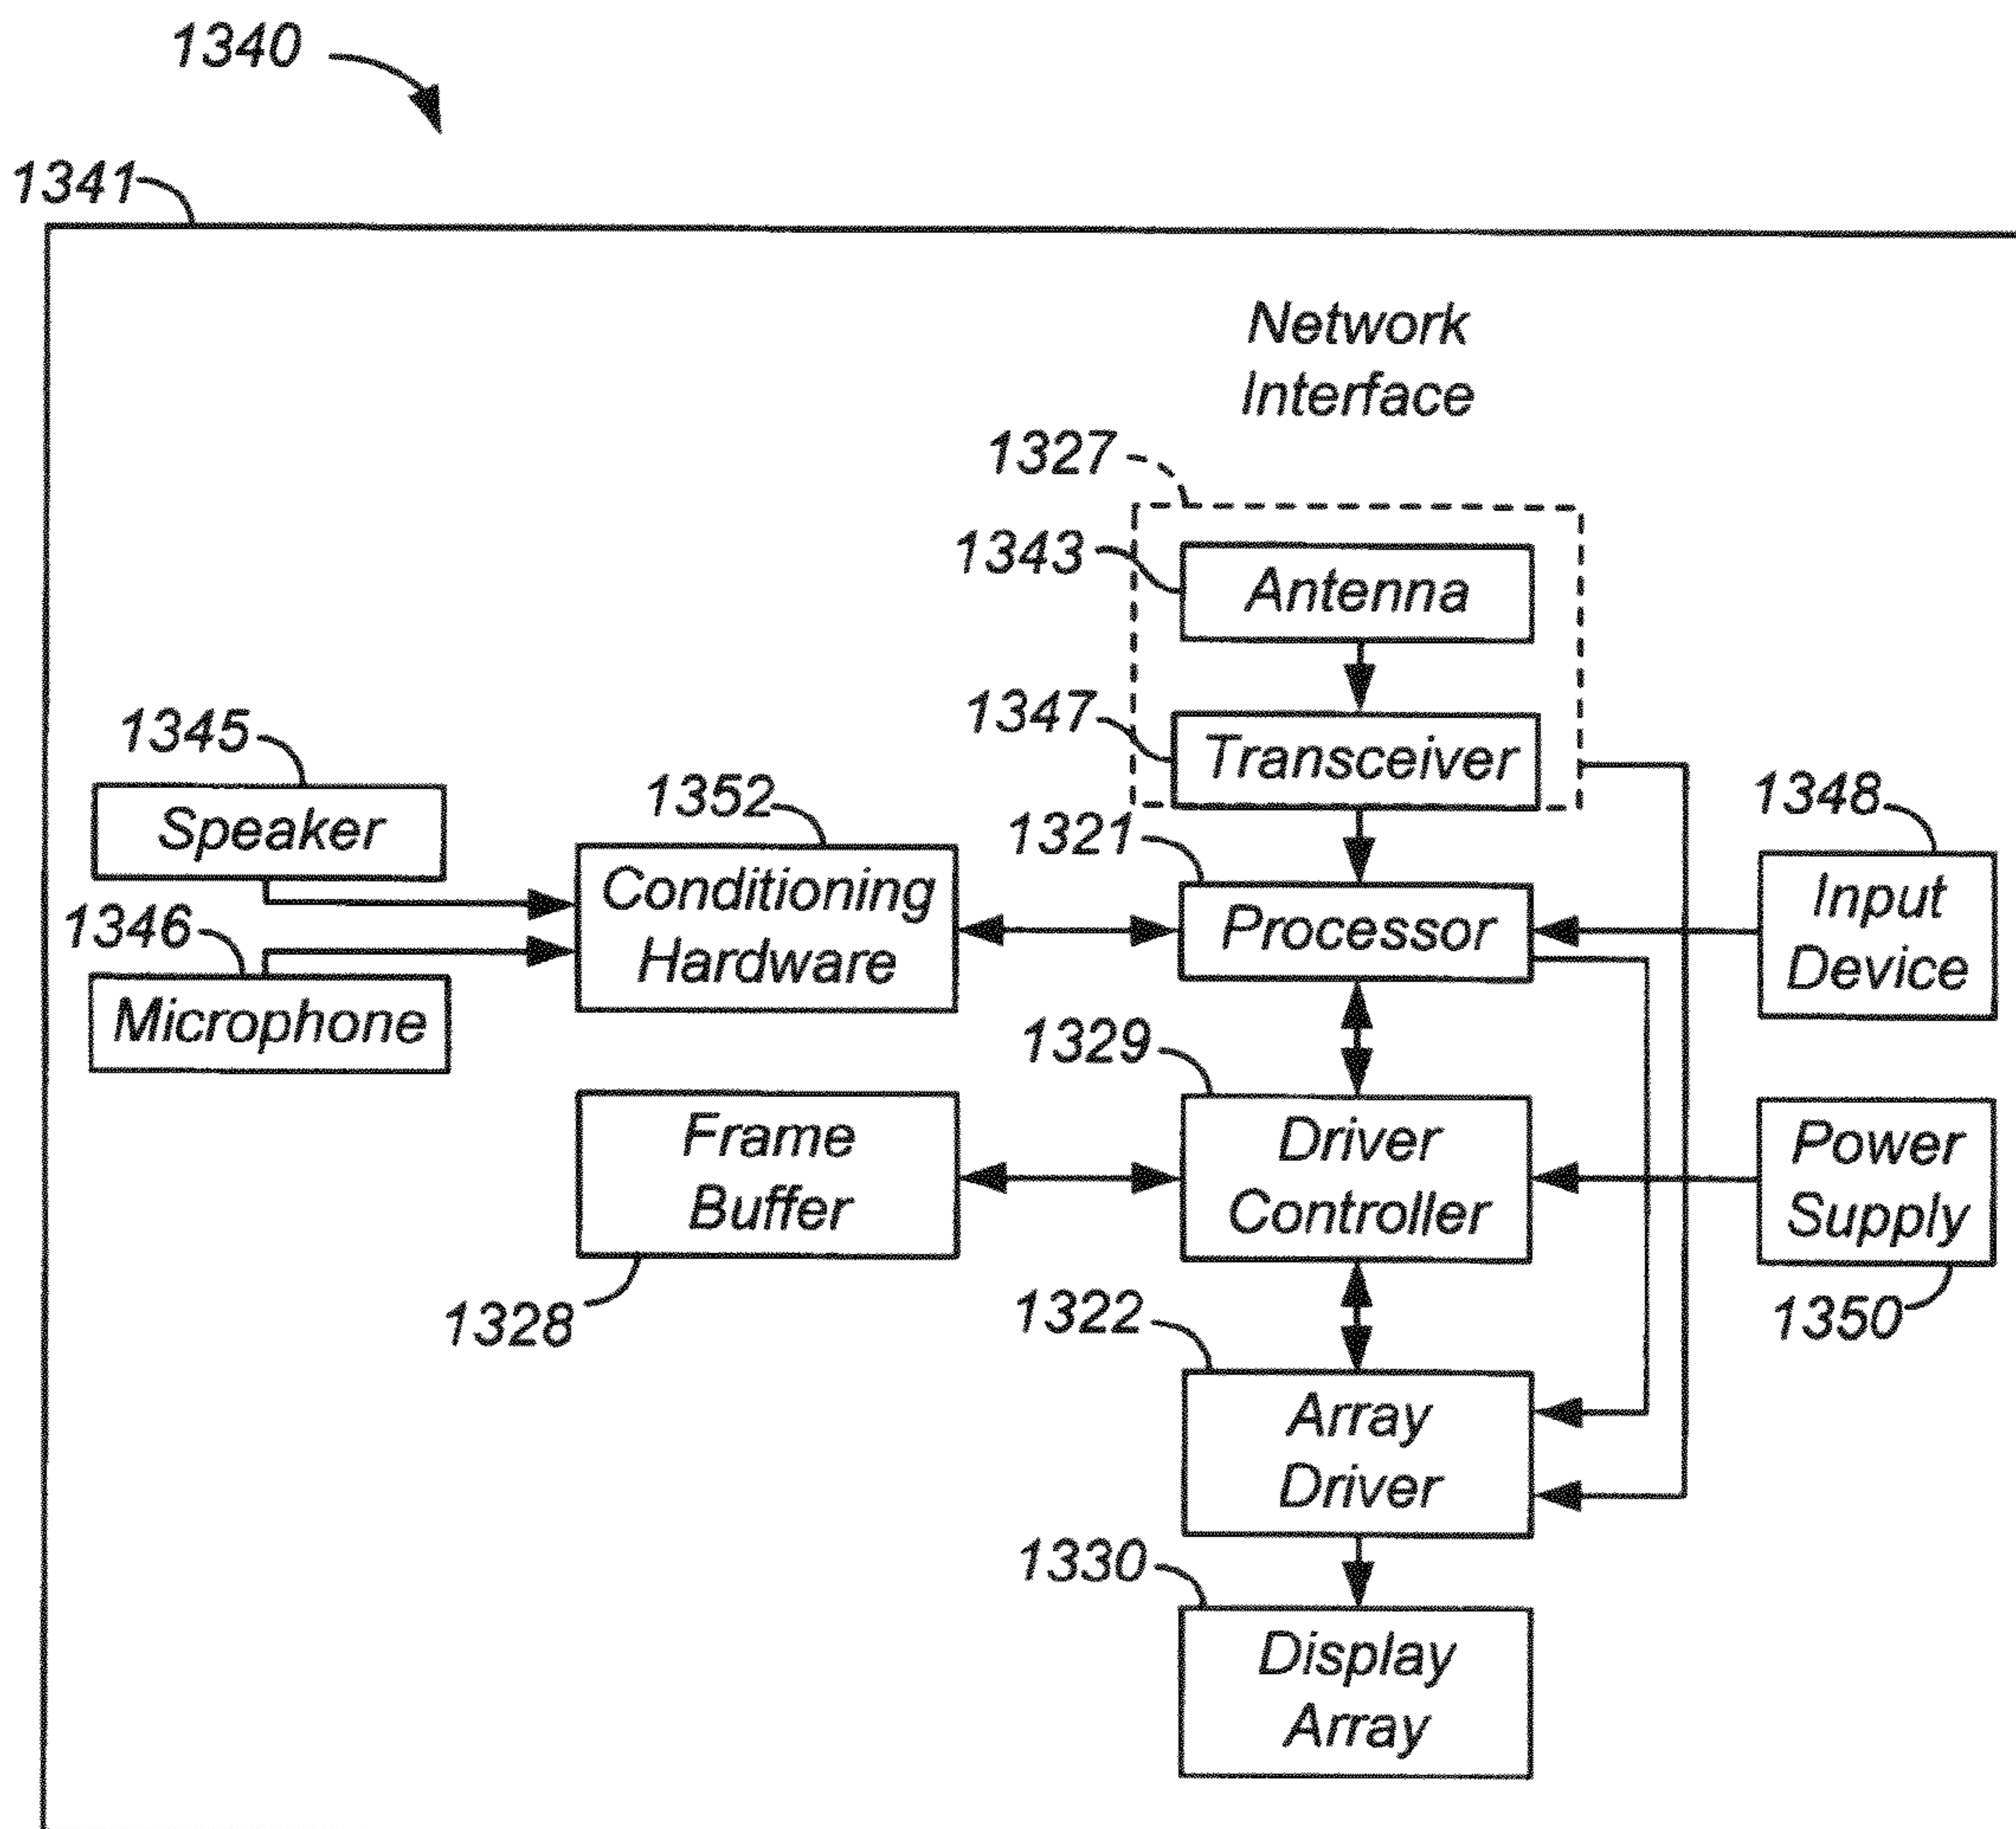 1340
1341
Network
Interface
1327
1343
Antenna
1347
Transceiver
1345
Speaker
1352
Conditioning
Hardware
1321
Processor
1348
Input
Device
1346
Microphone
1329
Driver
Controller
Frame
Buffer
1328
Power
Supply
1350
1322
Array
Driver
1330
Display
Array